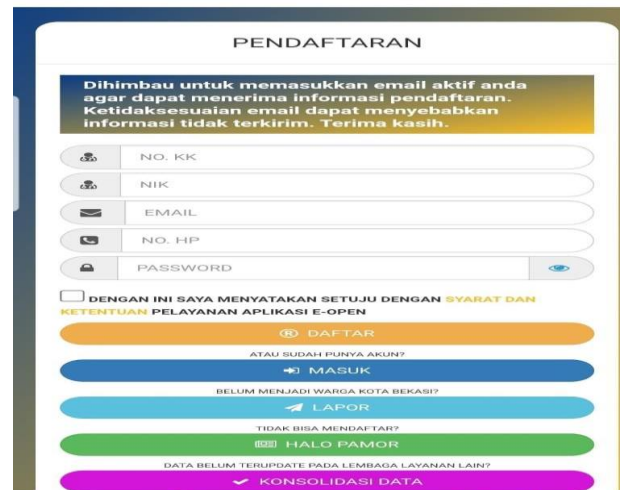 PENDAFTARAN
Dihimbau untuk memasukkan email aktif anda
agar dapat menerima informasi pendaftaran.
Ketidaksesuaian email dapat menyebabkan
informasi tidak terkirim. Terima kasih.
NO. KK
NIK
EMAIL
NO. HP
PASSWORD
DENGAN INI SAYA MENYATAKAN SETUJU DENGAN SYARAT DAN
KETENTUAN PELAYANAN APLIKASI E-OPEN
® DAFTAR
ATAU SUDAH PUNYA AKUN?
MASUK
BELUM MENJADI WARGA KOTA BEKASI?
LAPOR
TIDAK BISA MENDAFTAR?
HALO PAMOR
DATA BELUM TERUPDATE PADA LEMBAGA LAYANAN LAIN?
KONSOLIDASI DATA